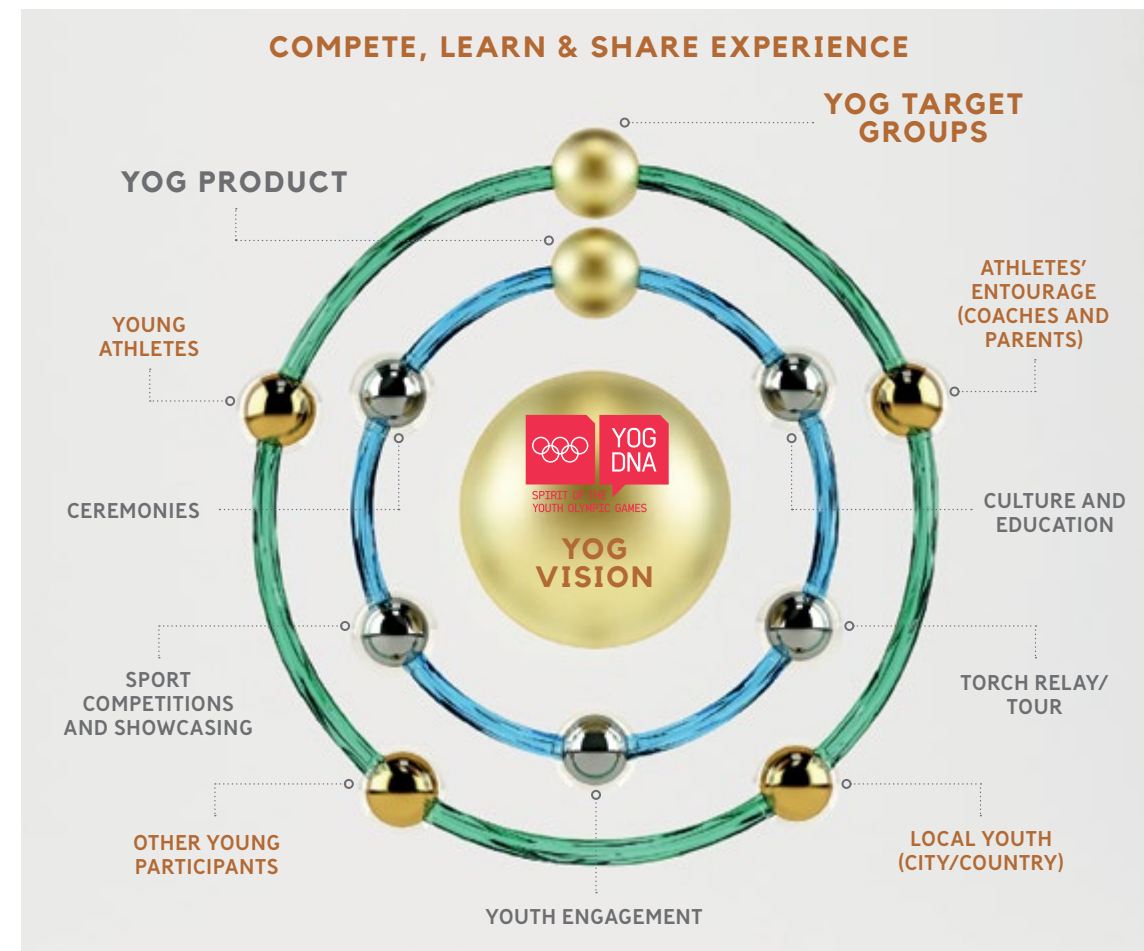 COMPETE, LEARN & SHARE EXPERIENCE
YOG TARGET
GROUPS
YOG PRODUCT
ATHLETES’
ENTOURAGE
(COACHES AND
PARENTS)
YOUNG
ATHLETES
YOG
DNA
SPIRIT OF THE
YOUTH OLYMPIC GAMES
YOG
VISION
CEREMONIES
CULTURE AND
EDUCATION
SPORT
COMPETITIONS
AND SHOWCASING
TORCH RELAY/
TOUR
OTHER YOUNG
PARTICIPANTS
LOCAL YOUTH
(CITY/COUNTRY)
YOUTH ENGAGEMENT